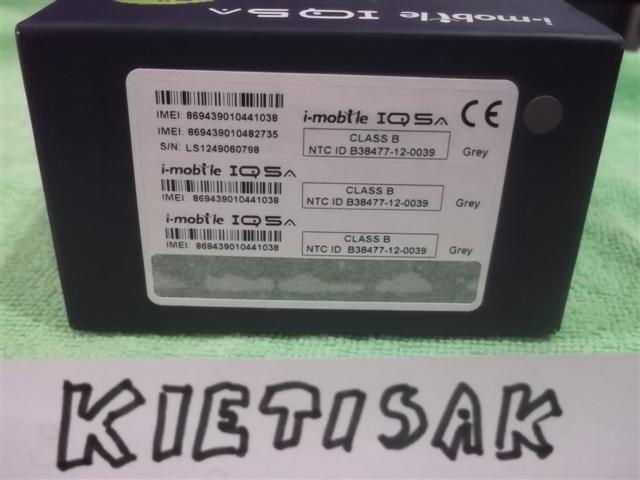 i-mobile IQ5A i-mobile
IMEI: 869439010441038
IMEI: 869439010482735
S/N: LS1249060798
i-mobile IQ5A CE
CLASS B
NTC ID B38477-12-0039
Grey
i-mobile IQ5A
IMEI: 869439010441038
CLASS B
NTC ID B38477-12-0039
Grey
i-mobile IQ5A
IMEI: 869439010441038
CLASS B
NTC ID B38477-12-0039
Grey
KIETISAK